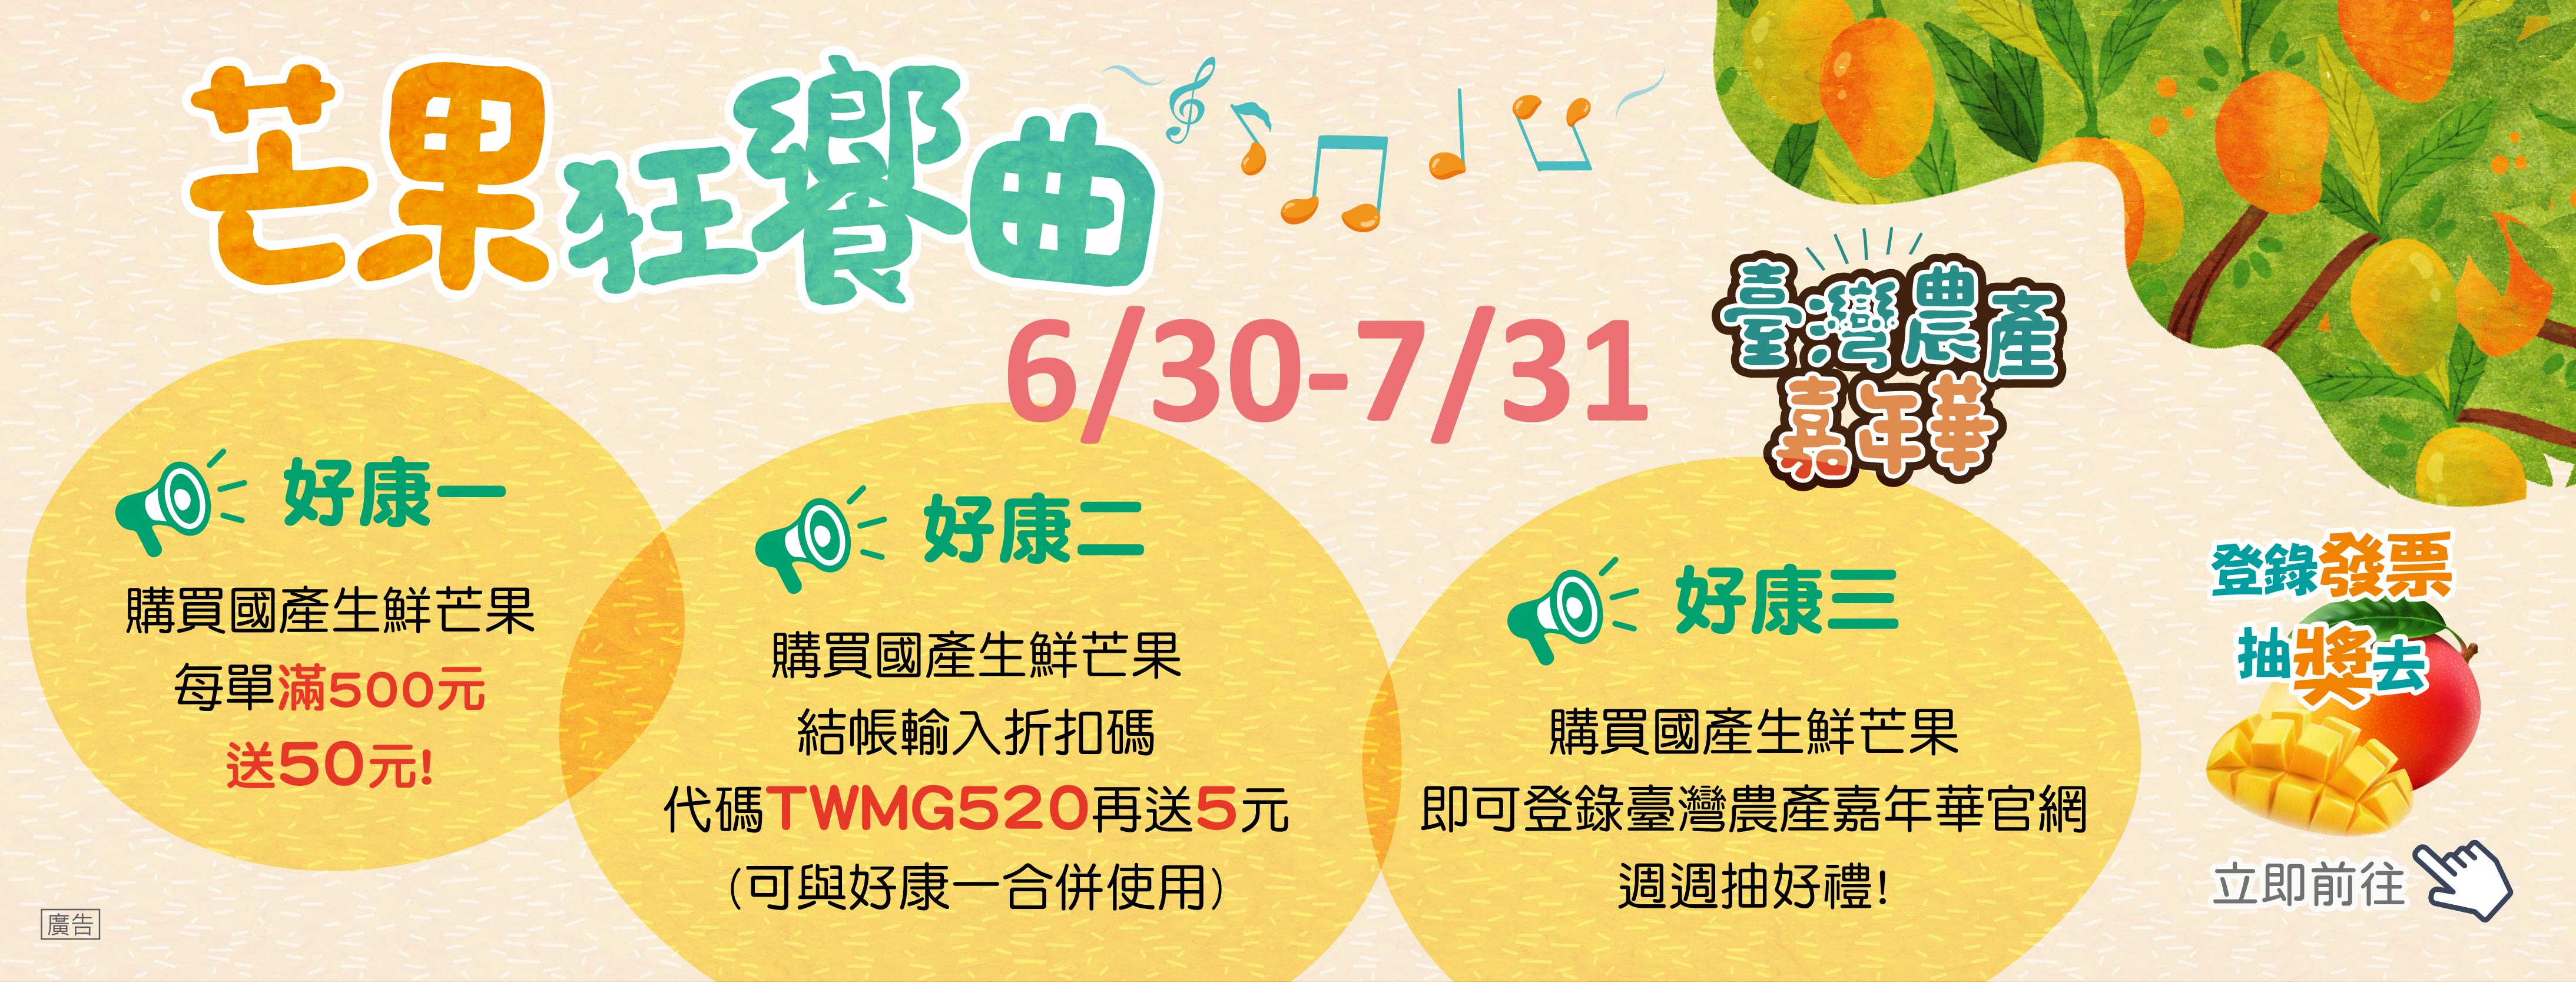 芒果狂饗曲
6/30-7/31
臺灣農產
嘉年華
好康一
購買國產生鮮芒果
每單滿500元
送50元!
好康二
購買國產生鮮芒果
結帳輸入折扣碼
代碼TWMG520再送5元
(可與好康一合併使用)
好康三
購買國產生鮮芒果
即可登錄臺灣農產嘉年華官網
週週抽好禮!
登錄發票
抽獎去
立即前往
廣告